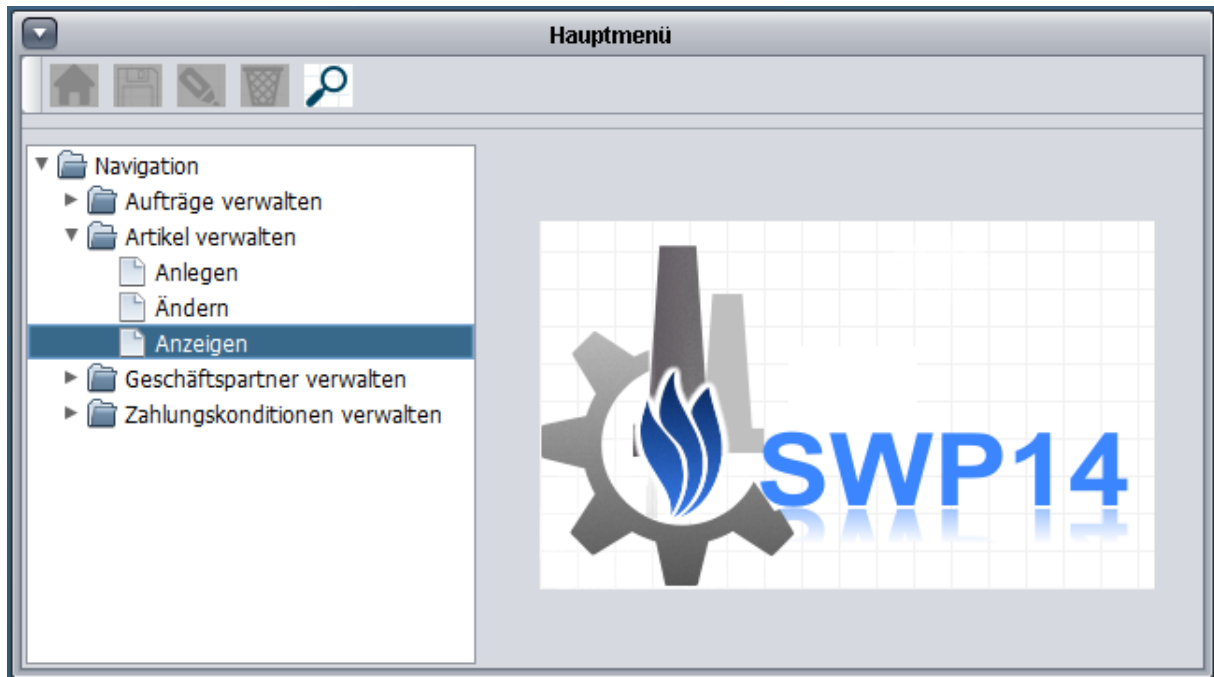 Hauptmenü
Navigation
Aufträge verwalten
Artikel verwalten
Anlegen
Ändern
Anzeigen
Geschäftspartner verwalten
Zahlungskonditionen verwalten
SWP14